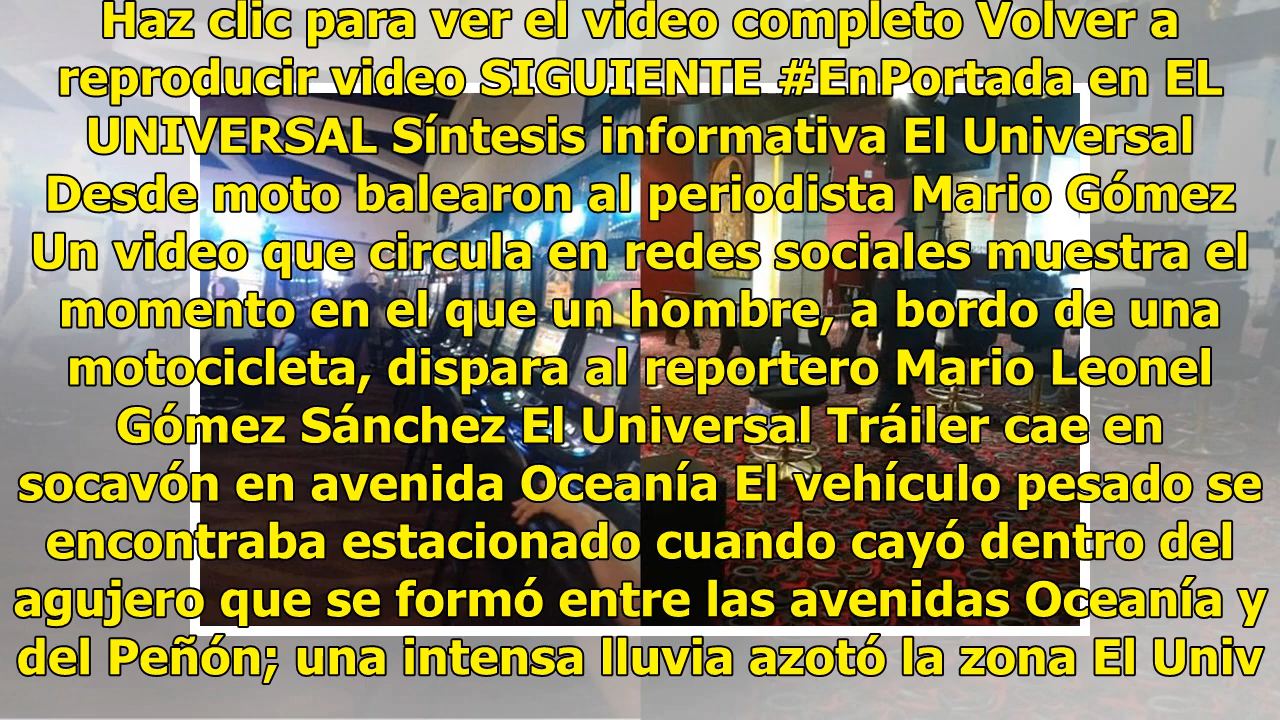 Haz clic para ver el video completo Volver a
reproducir video SIGUIENTE #EnPortada en EL
UNIVERSAL Síntesis informativa El Universal
Desde moto balearon al periodista Mario Gómez
Un video que circula en redes sociales muestra el
momento en el que un hombre, a bordo de una
motocicleta, dispara al reportero Mario Leonel
Gómez Sánchez El Universal Tráiler cae en
socavón en avenida Oceanía El vehículo pesado se
encontraba estacionado cuando cayó dentro del
agujero que se formó entre las avenidas Oceanía y
del Peñón; una intensa lluvia azotó la zona El Univ